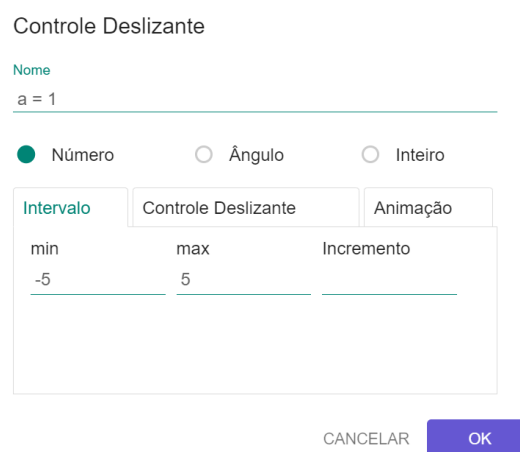 Controle Deslizante
Nome
a = 1
Número Ângulo Inteiro
Intervalo Controle Deslizante Animação
min max Incremento
-5 5
CANCELAR OK